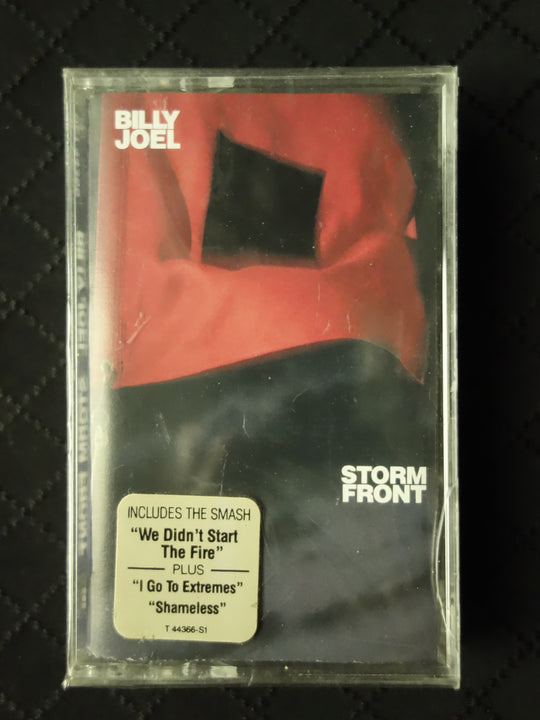 BILLY
JOEL
STORM
FRONT
INCLUDES THE SMASH
“We Didn't Start
The Fire”
PLUS
“I Go To Extremes”
“Shameless”
T 44366-S1